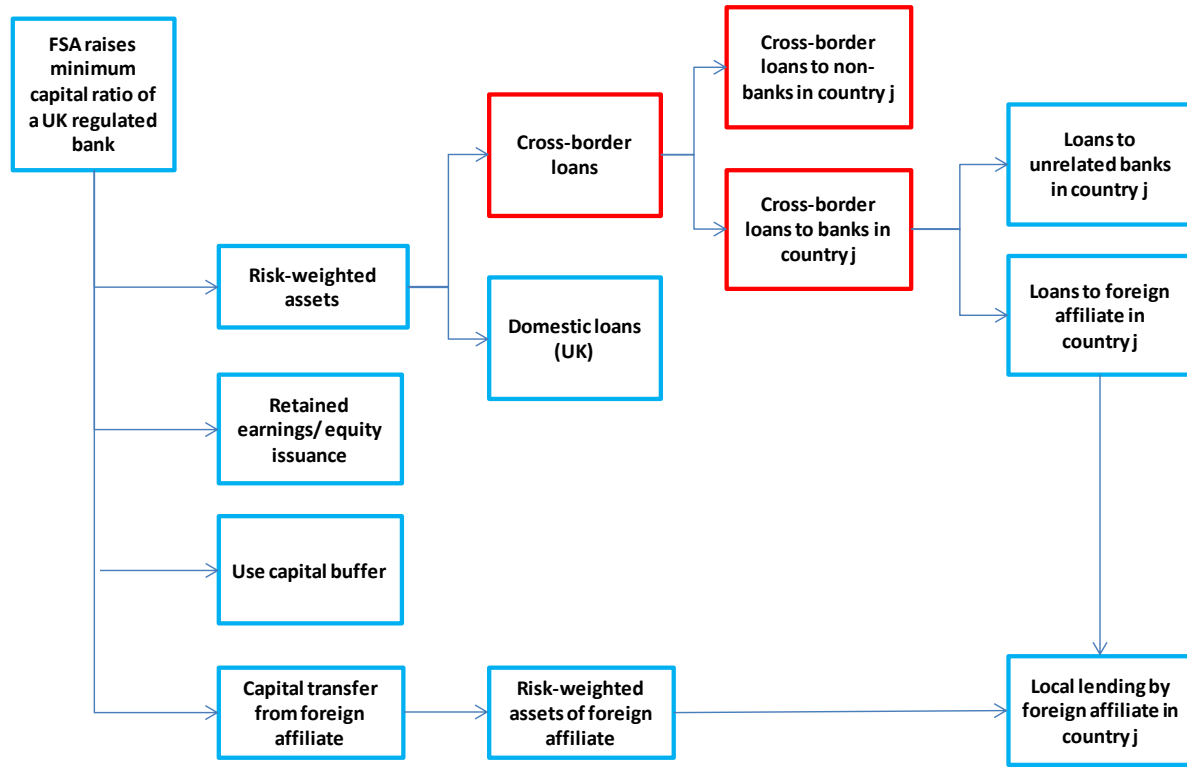 FSA raises
minimum
capital ratio of
a UK regulated
bank
Cross-border
loans to non-
banks in country j
Cross-border
loans
Cross-border
loans to banks in
country j
Loans to
unrelated banks
in country j
Risk-weighted
assets
Domestic loans
(UK)
Loans to foreign
affiliate in
country j
Retained
earnings/ equity
issuance
Use capital buffer
Capital transfer
from foreign
affiliate
Risk-weighted
assets of foreign
affiliate
Local lending by
foreign affiliate in
country j